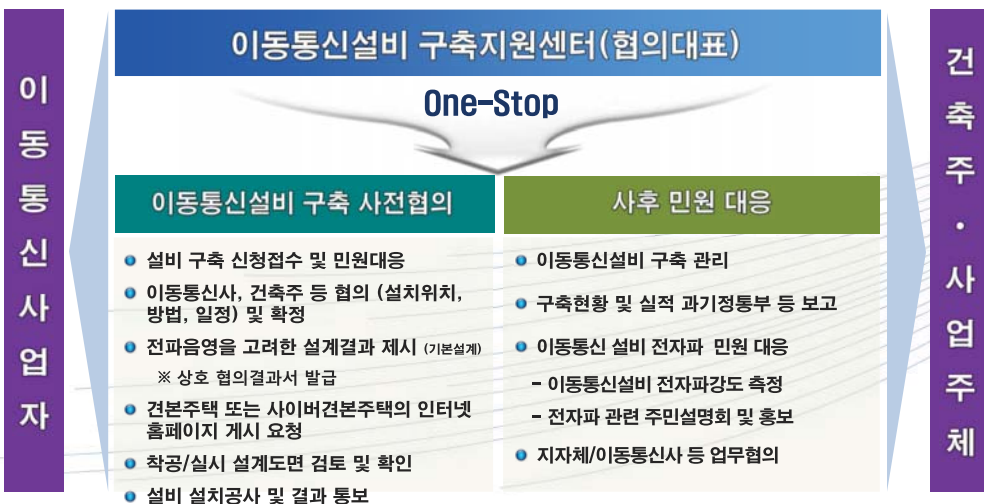 이동통신사업자
이동통신설비 구축지원센터(협의대표)
One-Stop
이동통신설비 구축 사전협의
• 설비 구축 신청접수 및 민원대응
• 이동통신사, 건축주 등 협의 (설치위치,
방법, 일정) 및 확정
• 전파음영을 고려한 설계결과 제시 (기본설계)
※ 상호 협의결과서 발급
• 견본주택 또는 사이버견본주택의 인터넷
홈페이지 게시 요청
• 착공/실시 설계도면 검토 및 확인
• 설비 설치공사 및 결과 통보
사후 민원 대응
• 이동통신설비 구축 관리
• 구축현황 및 실적 과기정통부 등 보고
• 이동통신 설비 전자파 민원 대응
- 이동통신설비 전자파강도 측정
- 전자파 관련 주민설명회 및 홍보
• 지자체/이동통신사 등 업무협의
건축주·사업주체